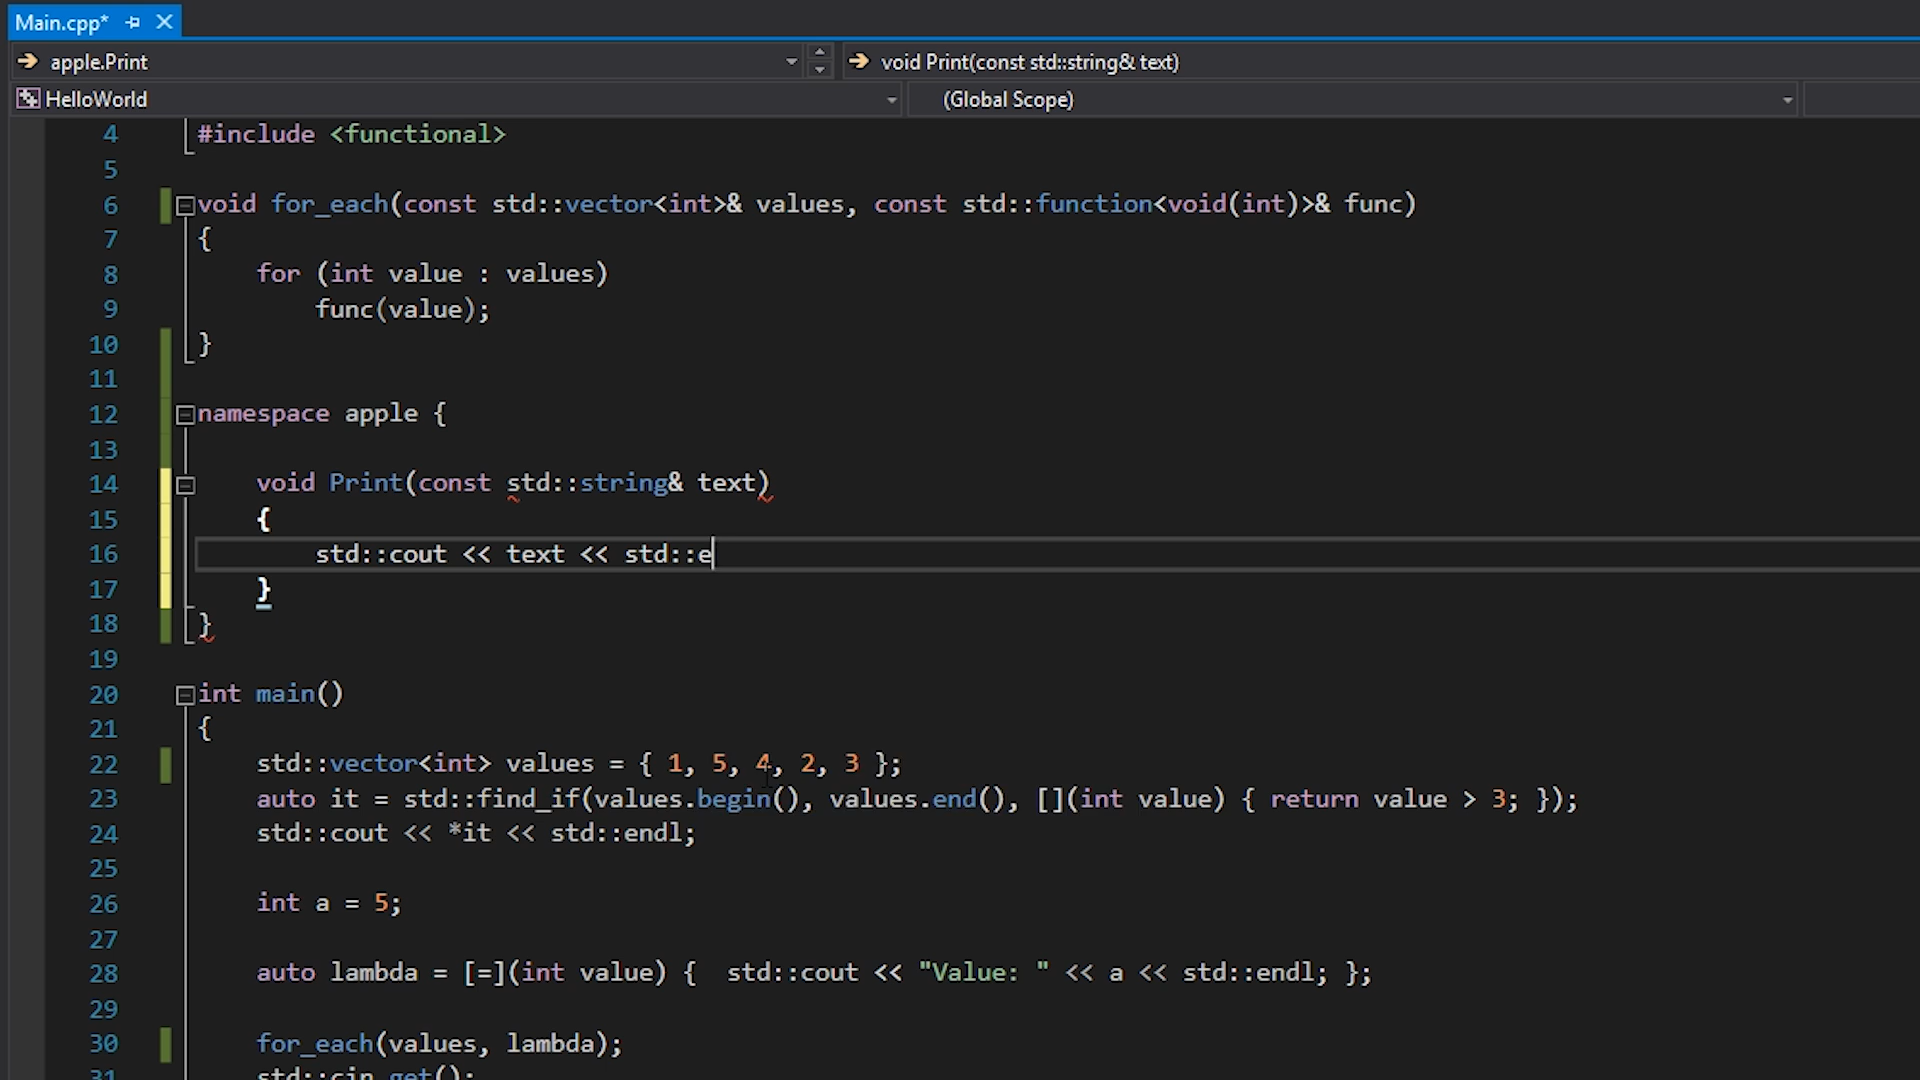 Main.cpp*
apple.Print
void Print(const std::string& text)
HelloWorld
(Global Scope)
4 #include <functional>
5
6 void for_each(const std::vector<int>& values, const std::function<void(int)>& func)
7 {
8     for (int value : values)
9         func(value);
10 }
11
12 namespace apple {
13
14     void Print(const std::string& text)
15     {
16         std::cout << text << std::e
17     }
18 }
19
20 int main()
21 {
22     std::vector<int> values = { 1, 5, 4, 2, 3 };
23     auto it = std::find_if(values.begin(), values.end(), [](int value) { return value > 3; });
24     std::cout << *it << std::endl;
25
26     int a = 5;
27
28     auto lambda = [=](int value) {  std::cout << "Value: " << a << std::endl; };
29
30     for_each(values, lambda);
31     std::cin.get();